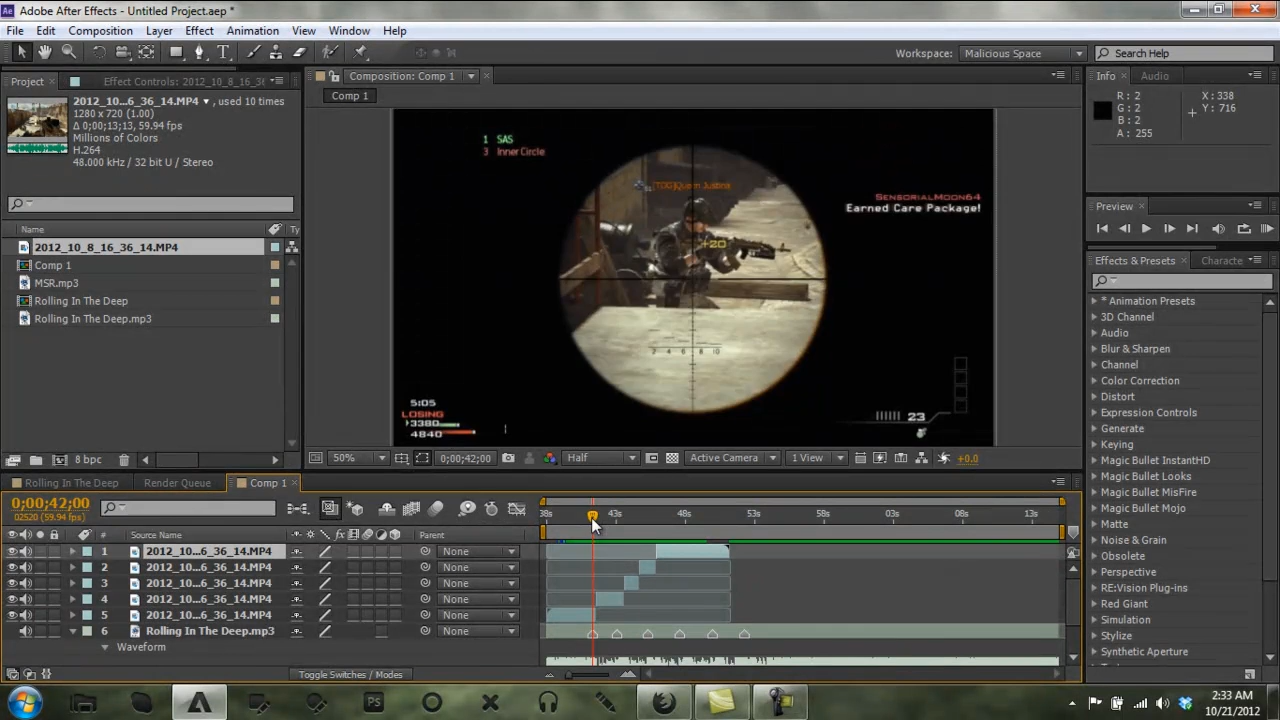 Adobe After Effects - Untitled Project.aep *
File Edit Composition Layer Effect Animation View Window Help
Workspace: Malicious Space Search Help
Project Effect Controls: 2012_10_8_16_36_
2012_10...6_36_14.MP4 , used 10 times
1280 x 720 (1.00)
Δ 0;00;13;13, 59.94 fps
Millions of Colors
H.264
48.000 kHz / 32 bit U / Stereo
Name Ty
2012_10_8_16_36_14.MP4
Comp 1
MSR.mp3
Rolling In The Deep
Rolling In The Deep.mp3
8 bpc
Composition: Comp 1
Comp 1
1 SAS
3 Inner Circle
SensorialMoon64
Earned Care Package!
+20
2 4 6 8 10
5:05
LOSING
3380
4840
23
50% 0;00;42;00 Half Active Camera 1 View +0.0
Info Audio
R: 2 X: 338
G: 2 Y: 716
B: 2
A: 255
Preview
Effects & Presets Characte
* Animation Presets
3D Channel
Audio
Blur & Sharpen
Channel
Color Correction
Distort
Expression Controls
Generate
Keying
Magic Bullet InstantHD
Magic Bullet Looks
Magic Bullet MisFire
Magic Bullet Mojo
Matte
Noise & Grain
Obsolete
Perspective
RE:Vision Plug-ins
Red Giant
Simulation
Stylize
Synthetic Aperture
Rolling In The Deep Render Queue Comp 1
0;00;42;00
02520 (59.94 fps)
38s 43s 48s 53s 58s 03s 08s 13s
# Source Name Parent
1 2012_10...6_36_14.MP4 None
2 2012_10...6_36_14.MP4 None
3 2012_10...6_36_14.MP4 None
4 2012_10...6_36_14.MP4 None
5 2012_10...6_36_14.MP4 None
6 Rolling In The Deep.mp3 None
Waveform
Toggle Switches / Modes
2:33 AM
10/21/2012